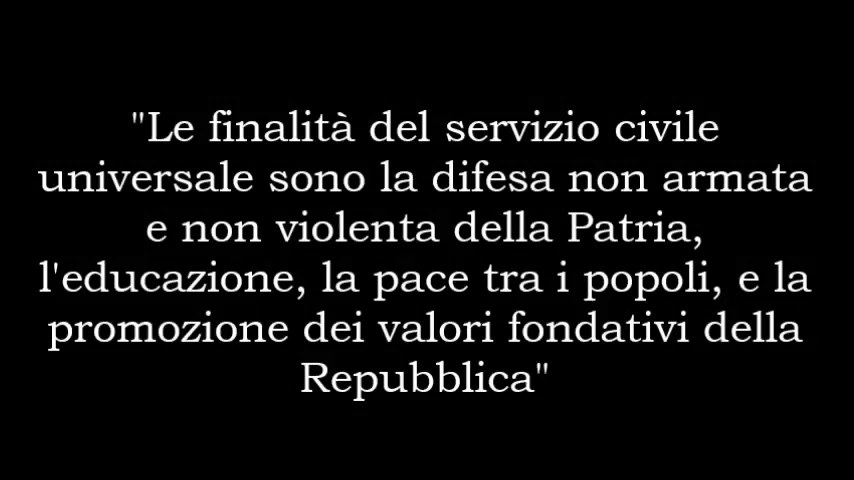 "Le finalità del servizio civile
universale sono la difesa non armata
e non violenta della Patria,
l'educazione, la pace tra i popoli, e la
promozione dei valori fondativi della
Repubblica"